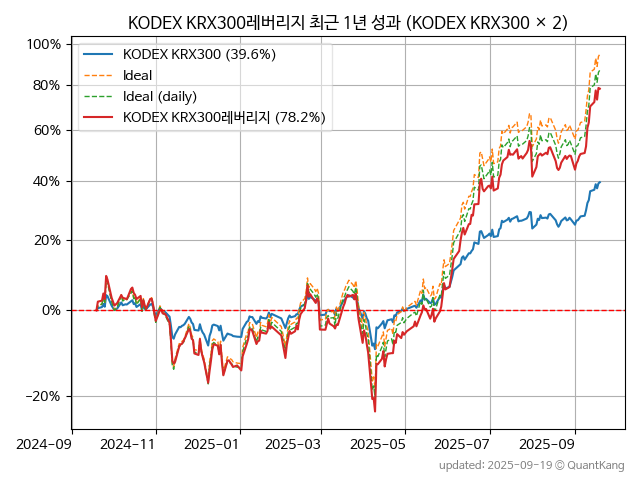 KODEX KRX300레버리지 최근 1년 성과 (KODEX KRX300 × 2)
KODEX KRX300 (39.6%)
Ideal
Ideal (daily)
KODEX KRX300레버리지 (78.2%)
100%
80%
60%
40%
20%
0%
−20%
2024-09
2024-11
2025-01
2025-03
2025-05
2025-07
2025-09
updated: 2025-09-19 @ QuantKang